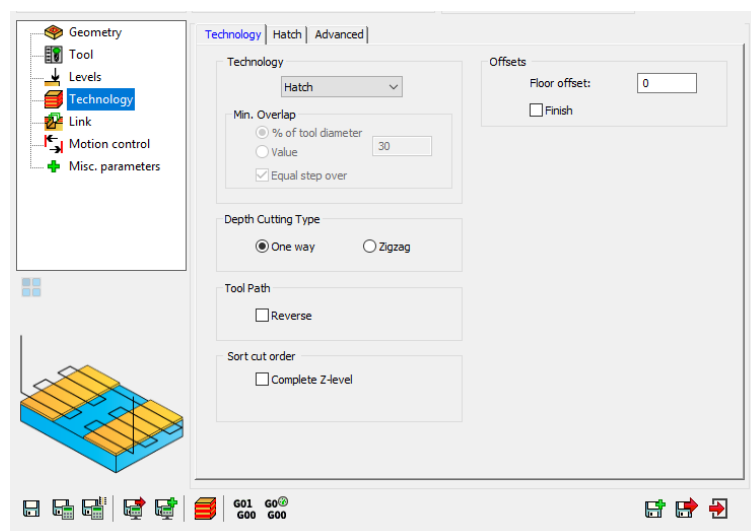 Geometry
Tool
Levels
Technology
Link
Motion control
Misc. parameters
Technology Hatch Advanced
Technology
Hatch
Min. Overlap
% of tool diameter
Value
30
Equal step over
Depth Cutting Type
One way Zigzag
Tool Path
Reverse
Sort cut order
Complete Z-level
Offsets
Floor offset: 0
Finish
G01 G0
G00 G00